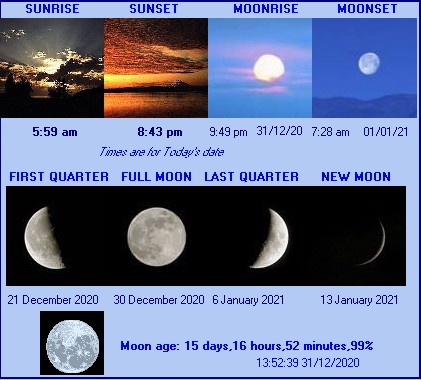 SUNRISE SUNSET MOONRISE MOONSET
5:59 am 8:43 pm 9:49 pm 31/12/20 7:28 am 01/01/21
Times are for Today's date
FIRST QUARTER FULL MOON LAST QUARTER NEW MOON
21 December 2020 30 December 2020 6 January 2021 13 January 2021
Moon age: 15 days,16 hours,52 minutes,99%
13:52:39 31/12/2020